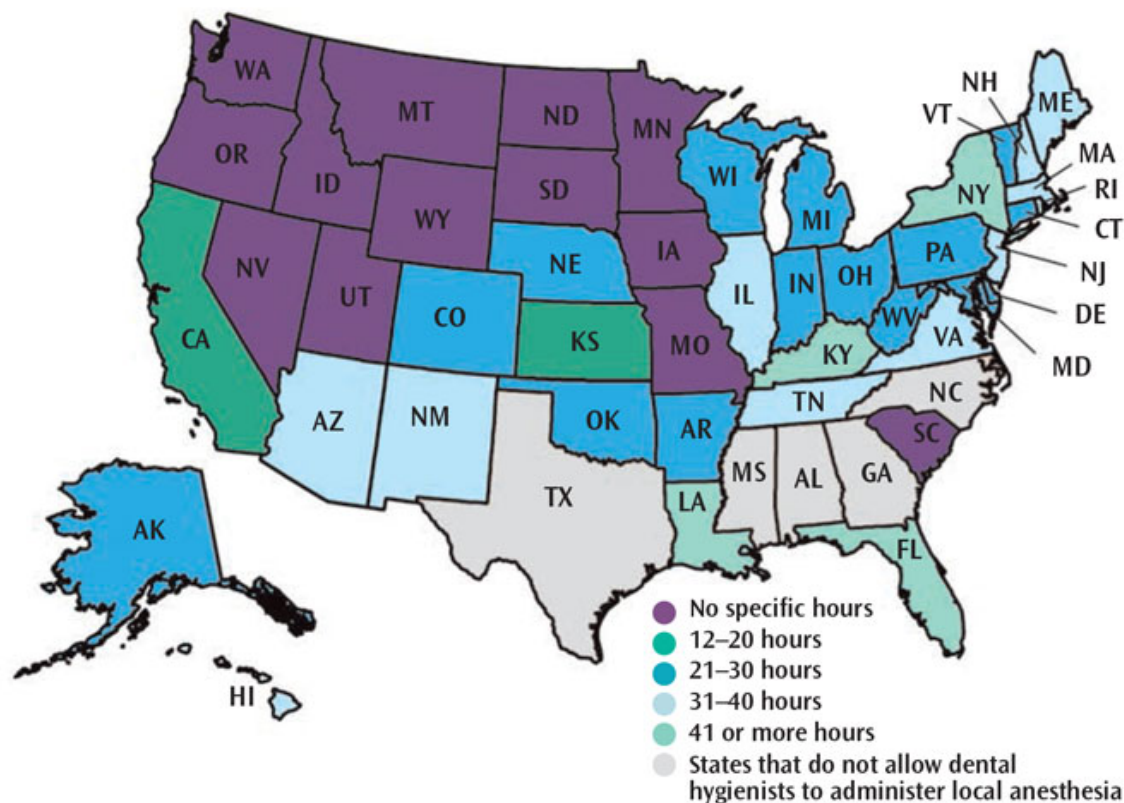 WA
MT
ND
MN
OR
ID
SD
WY
WI
MI
NH
VT
ME
MA
RI
CT
NY
NJ
PA
DE
MD
IA
NE
NV
UT
CO
CA
KS
MO
IL
IN
OH
WV
VA
KY
NC
TN
SC
AZ
NM
OK
AR
MS
AL
GA
TX
LA
FL
AK
HI
No specific hours
12–20 hours
21–30 hours
31–40 hours
41 or more hours
States that do not allow dental
hygienists to administer local anesthesia